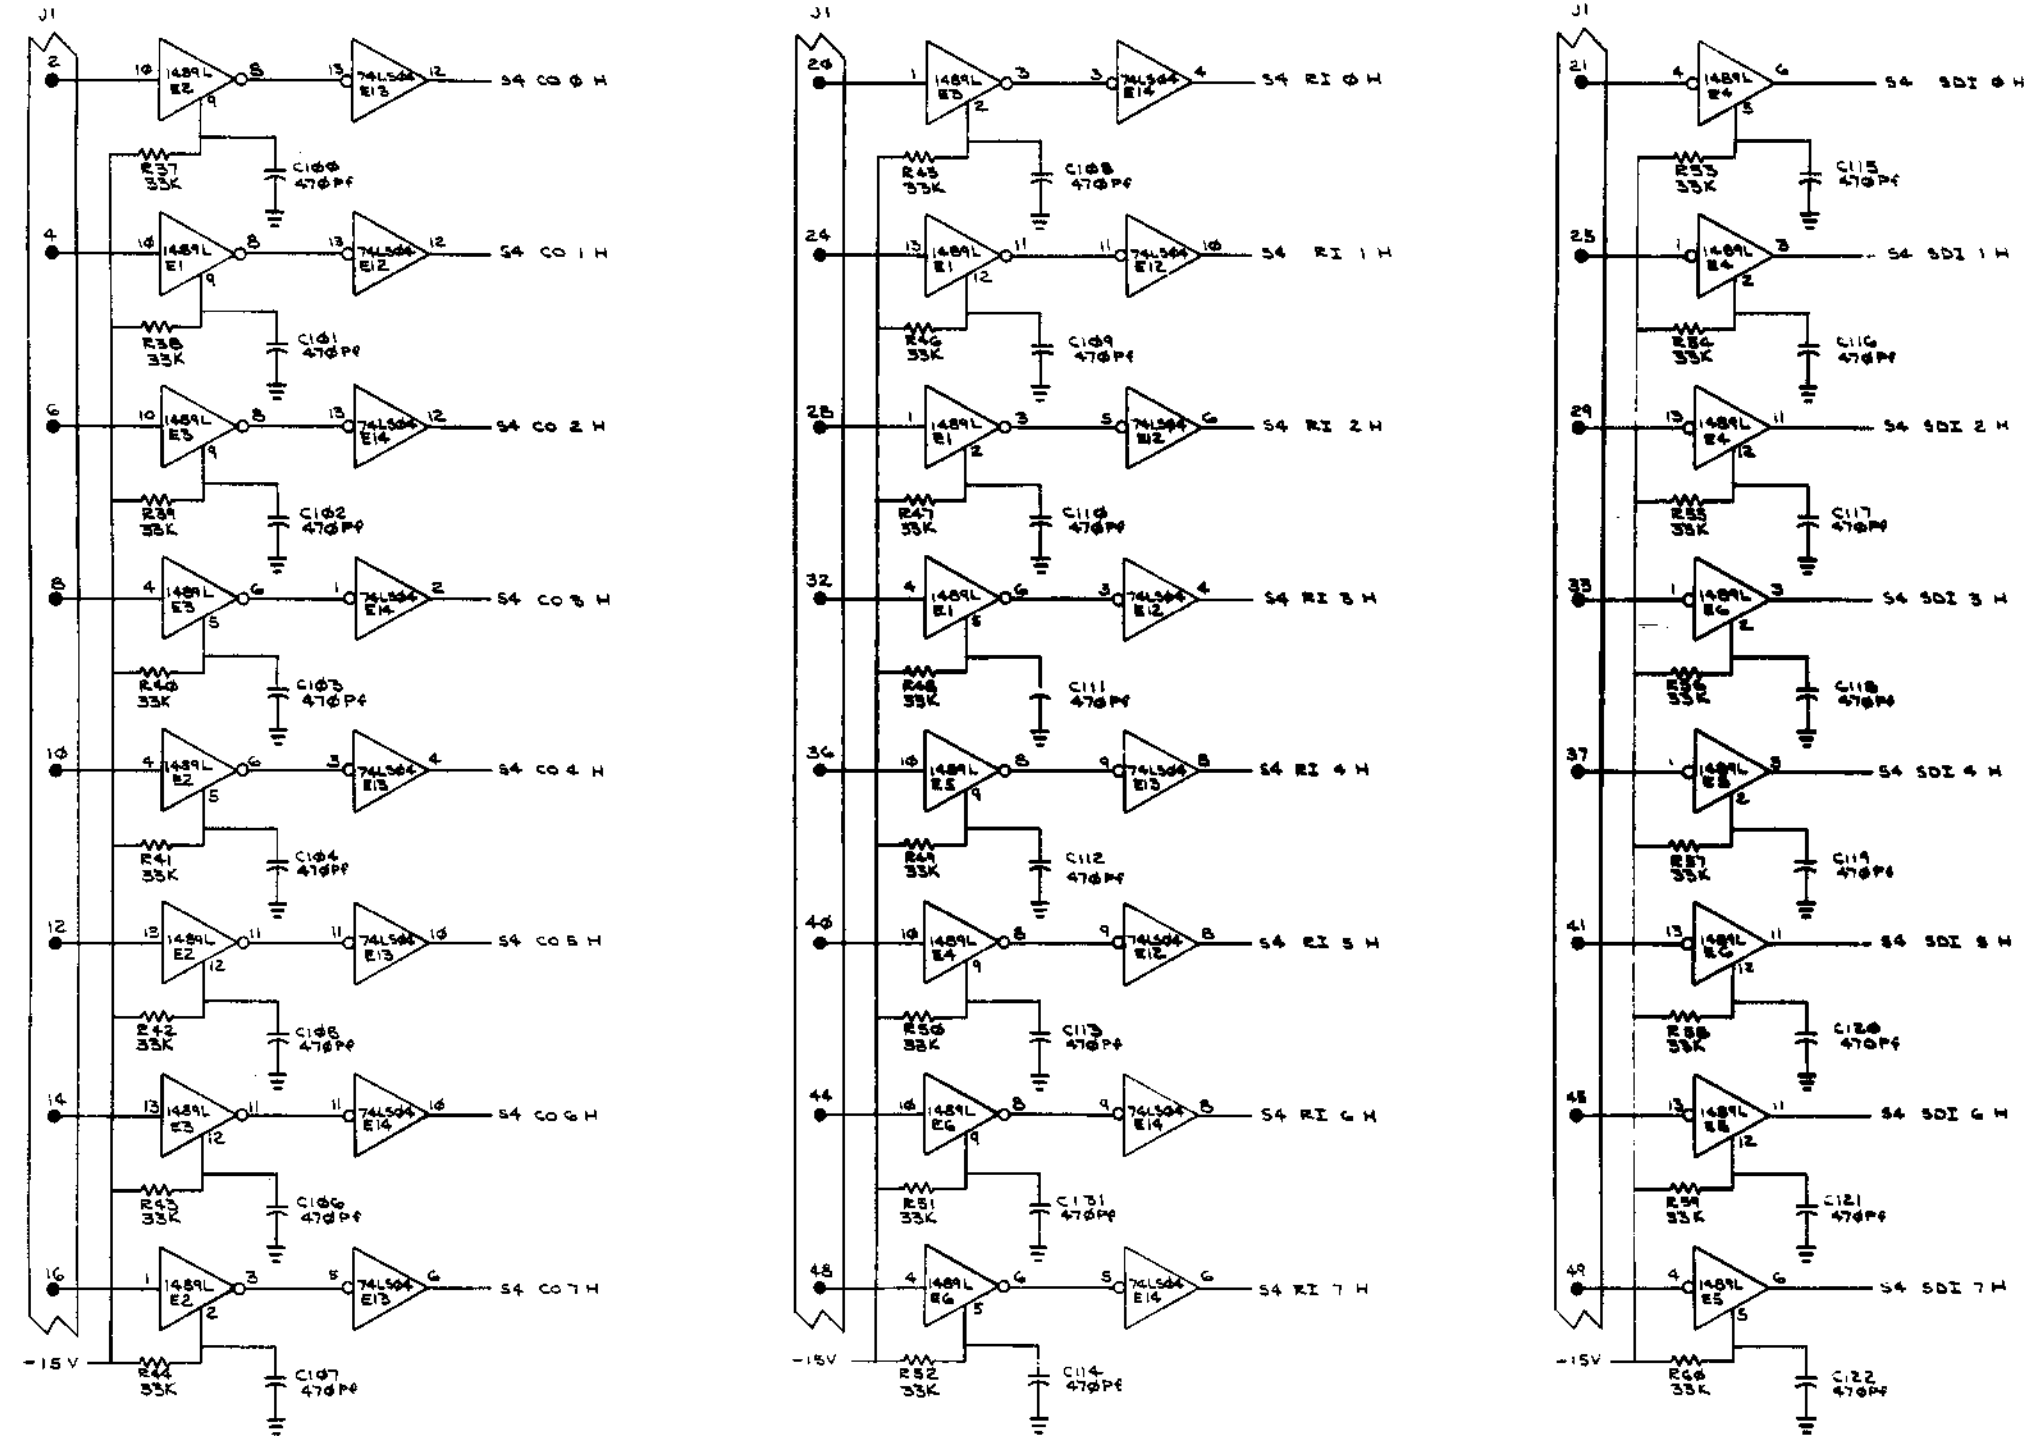 J1
2 10 1489L E2 8 9 13 74LS04 E13 12 S4 CO 0 H
R37 33K C100 470Pf
4 10 1489L E1 8 9 13 74LS04 E12 12 S4 CO 1 H
R38 33K C101 470Pf
6 10 1489L E3 8 9 13 74LS04 E14 12 S4 CO 2 H
R39 33K C102 470Pf
8 4 1489L E3 6 5 1 74LS04 E14 2 S4 CO 3 H
R40 33K C103 470Pf
10 4 1489L E2 6 5 3 74LS04 E13 4 S4 CO 4 H
R41 33K C104 470Pf
12 13 1489L E2 11 12 11 74LS04 E13 10 S4 CO 5 H
R42 33K C105 470Pf
14 13 1489L E3 11 12 11 74LS04 E14 10 S4 CO 6 H
R43 33K C106 470Pf
16 1 1489L E2 3 2 5 74LS04 E13 6 S4 CO 7 H
-15V R44 33K C107 470Pf
J1
20 1 1489L E3 3 2 3 74LS04 E14 4 S4 RI 0 H
R45 33K C108 470Pf
24 13 1489L E1 11 12 11 74LS04 E12 10 S4 RI 1 H
R46 33K C109 470Pf
28 1 1489L E1 3 2 5 74LS04 E12 6 S4 RI 2 H
R47 33K C110 470Pf
32 4 1489L E1 6 5 3 74LS04 E12 4 S4 RI 3 H
R48 33K C111 470Pf
36 10 1489L E5 8 9 9 74LS04 E13 8 S4 RI 4 H
R49 33K C112 470Pf
40 10 1489L E4 8 9 9 74LS04 E12 8 S4 RI 5 H
R50 33K C113 470Pf
44 10 1489L E6 8 9 9 74LS04 E14 8 S4 RI 6 H
R51 33K C131 470Pf
48 4 1489L E6 6 5 5 74LS04 E14 6 S4 RI 7 H
-15V R52 33K C114 470Pf
J1
21 4 1489L E4 6 5 S4 SDI 0 H
R53 33K C115 470Pf
25 1 1489L E4 3 2 S4 SDI 1 H
R54 33K C116 470Pf
29 13 1489L E4 11 12 S4 SDI 2 H
R55 33K C117 470Pf
33 1 1489L E6 3 2 S4 SDI 3 H
R56 33K C118 470Pf
37 1 1489L E5 3 2 S4 SDI 4 H
R57 33K C119 470Pf
41 13 1489L E6 11 12 S4 SDI 5 H
R58 33K C120 470Pf
45 13 1489L E5 11 12 S4 SDI 6 H
R59 33K C121 470Pf
49 4 1489L E5 6 5 S4 SDI 7 H
-15V R60 33K C122 470Pf